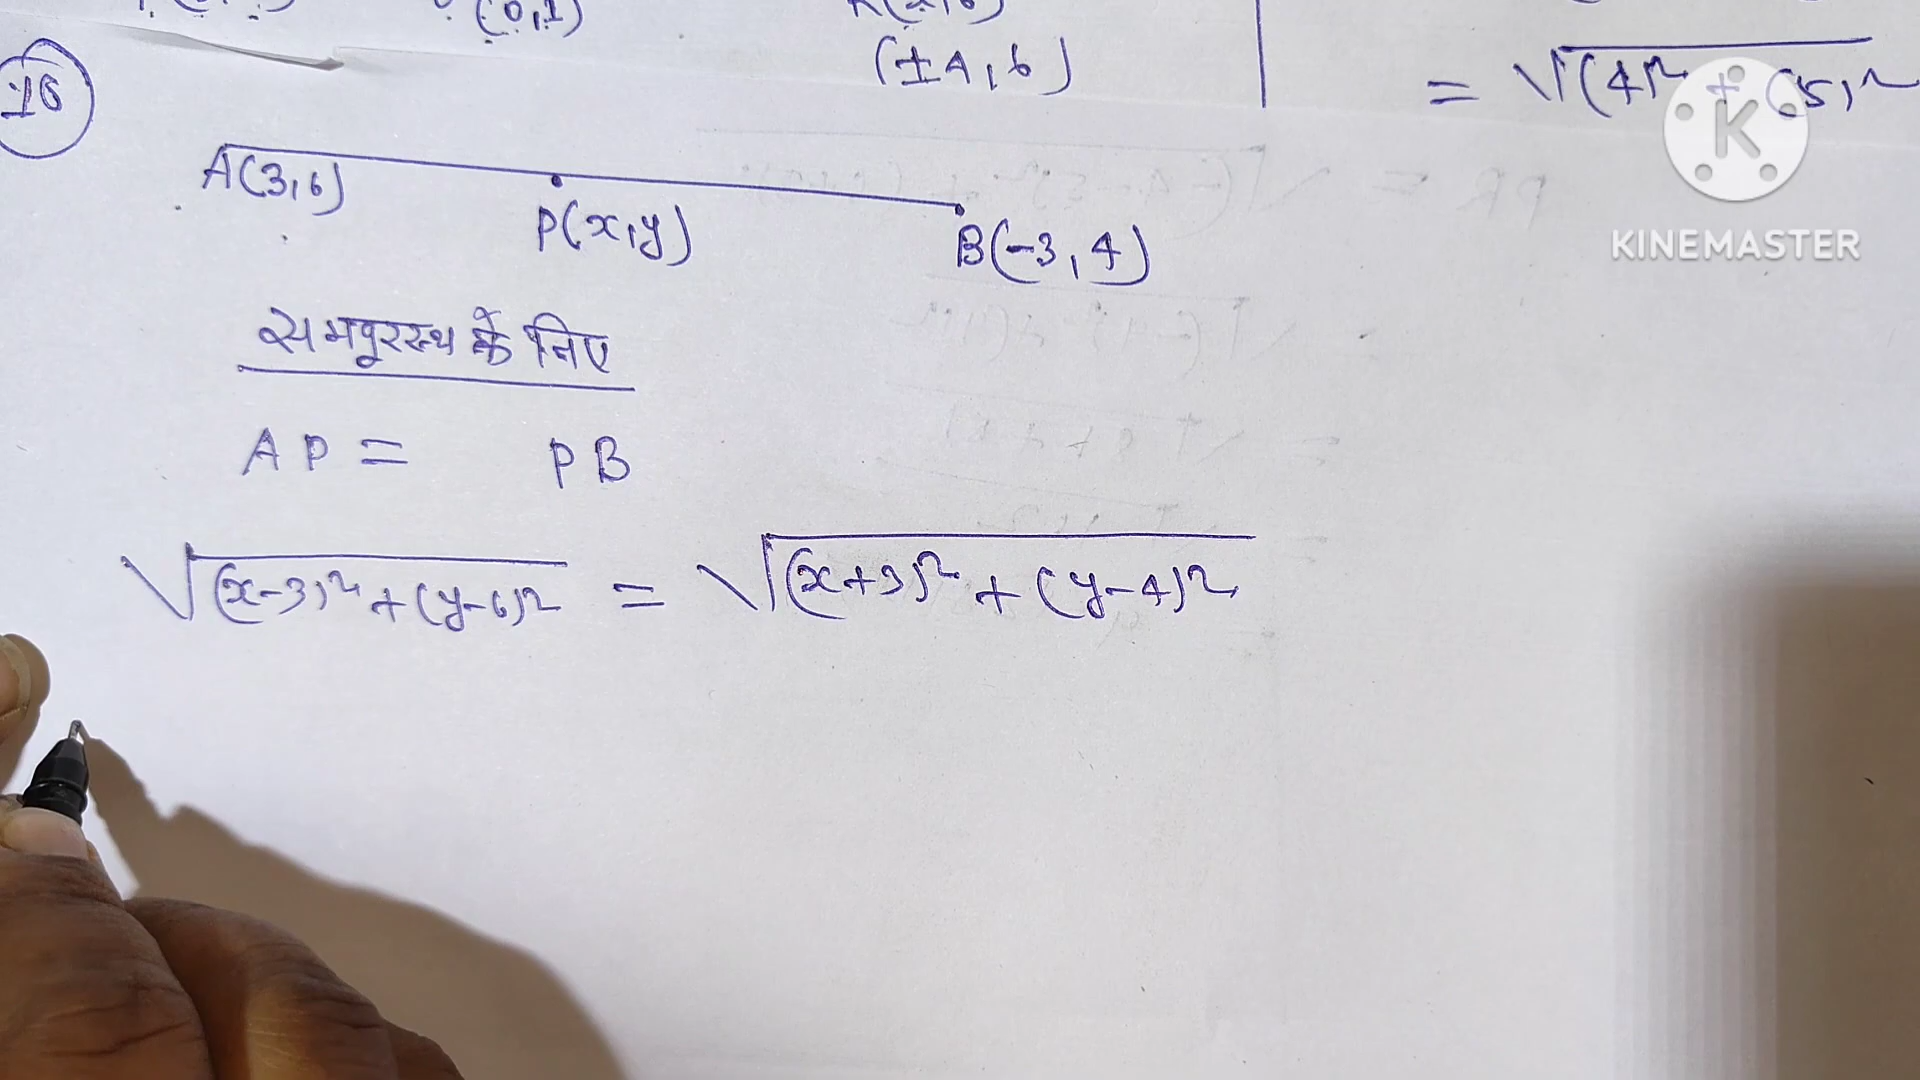 (0,1)
(±4,6)
= √(4)² + (5)²
16
A(3,6)
P(x,y)
B(-3,4)
KINEMASTER
समदूरस्थ के लिए
AP = PB
√(x-3)²+(y-6)² = √(x+3)²+(y-4)²